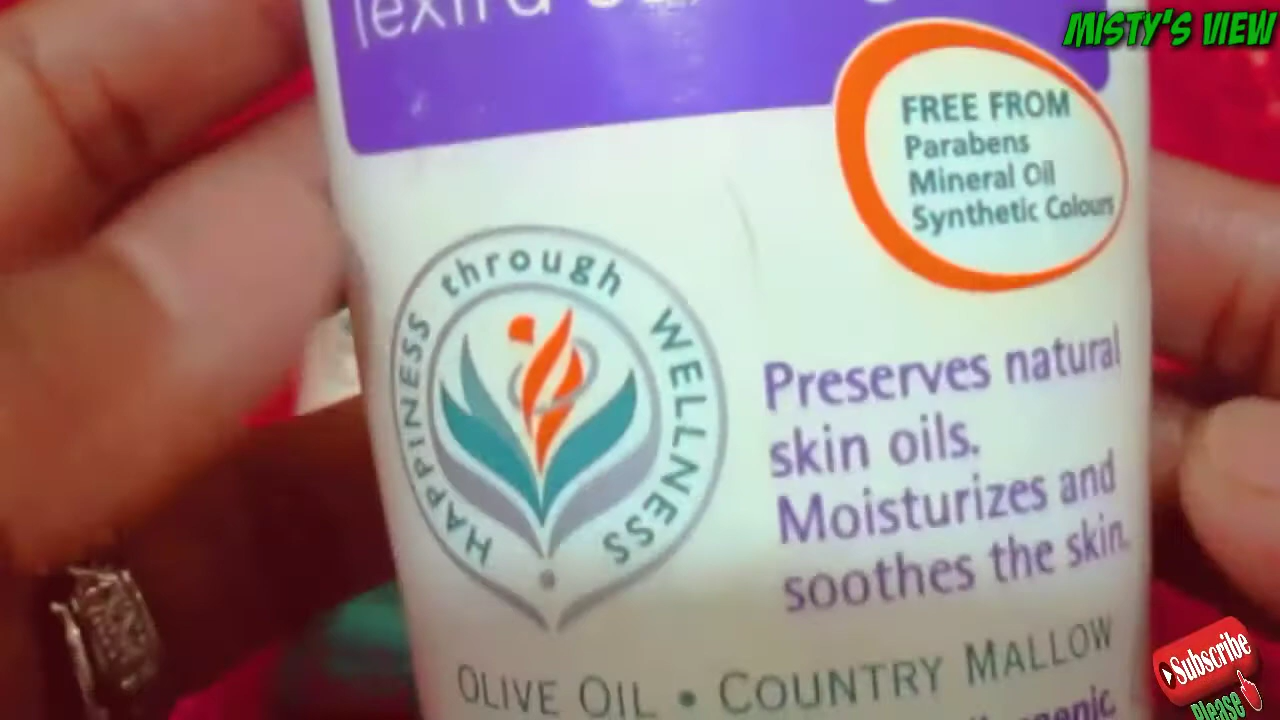 MISTY'S VIEW
FREE FROM
Parabens
Mineral Oil
Synthetic Colours
HAPPINESS through WELLNESS
Preserves natural
skin oils.
Moisturizes and
soothes the skin.
OLIVE OIL • COUNTRY MALLOW
Subscribe
Please